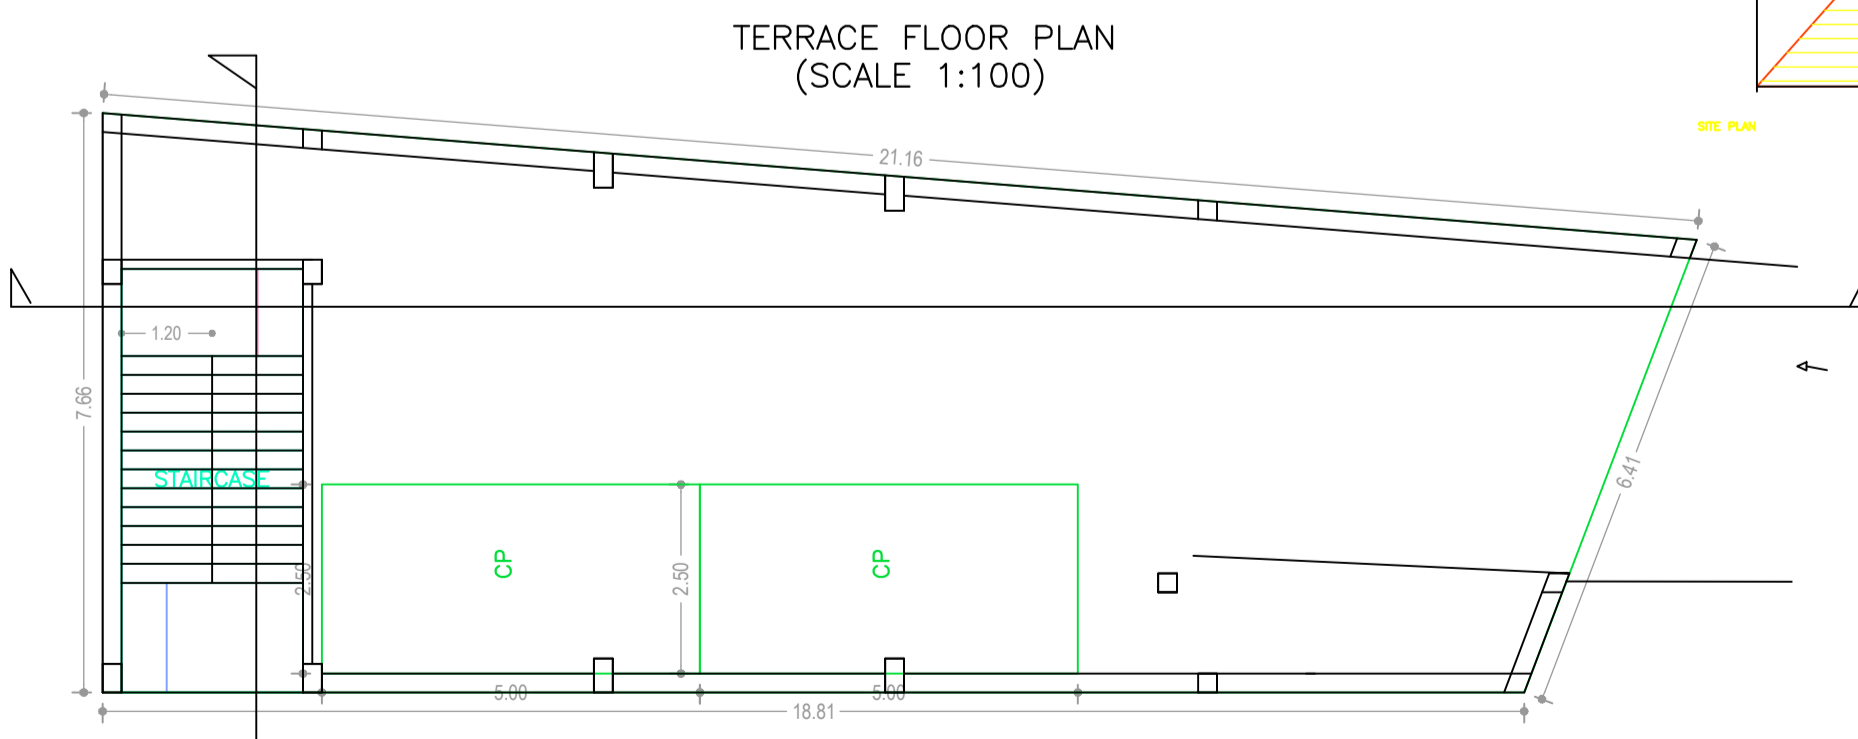 TERRACE FLOOR PLAN
(SCALE 1:100)
SITE PLAN
21.16
1.20
7.66
STAIRCASE
6.41
CP
CP
2.50
2.50
5.00
5.00
18.81